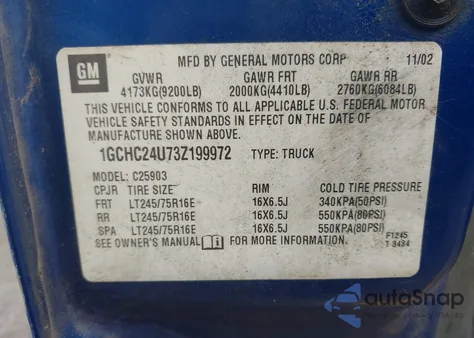 GM
MFD BY GENERAL MOTORS CORP 11/02
GVWR GAWR FRT GAWR RR
4173KG(9200LB) 2000KG(4410LB) 2760KG(6084LB)
THIS VEHICLE CONFORMS TO ALL APPLICABLE U.S. FEDERAL MOTOR
VEHICLE SAFETY STANDARDS IN EFFECT ON THE DATE OF
MANUFACTURE SHOWN ABOVE.
1GCHC24U73Z199972 TYPE: TRUCK
MODEL: C25903
CPJR TIRE SIZE RIM COLD TIRE PRESSURE
FRT LT245/75R16E 16X6.5J 340KPA(50PSI)
RR LT245/75R16E 16X6.5J 550KPA(80PSI)
SPA LT245/75R16E 16X6.5J 550KPA(80PSI)
SEE OWNER'S MANUAL FOR MORE INFORMATION
F1245
T 8484
autoSnap